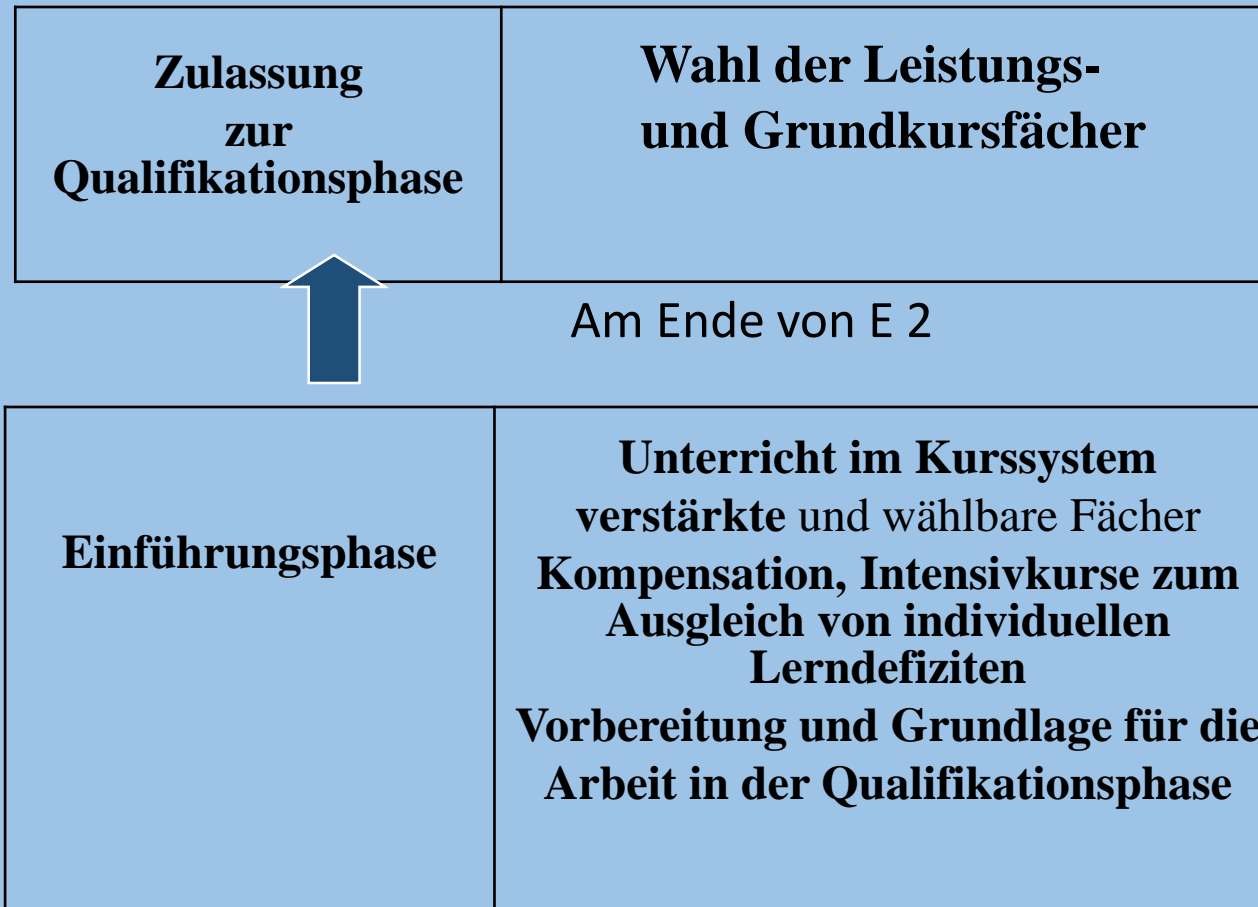 Zulassung
zur
Qualifikationsphase
Wahl der Leistungs-
und Grundkursfächer
Am Ende von E 2
Einführungsphase
Unterricht im Kurssystem
verstärkte und wählbare Fächer
Kompensation, Intensivkurse zum
Ausgleich von individuellen
Lerndefiziten
Vorbereitung und Grundlage für die
Arbeit in der Qualifikationsphase